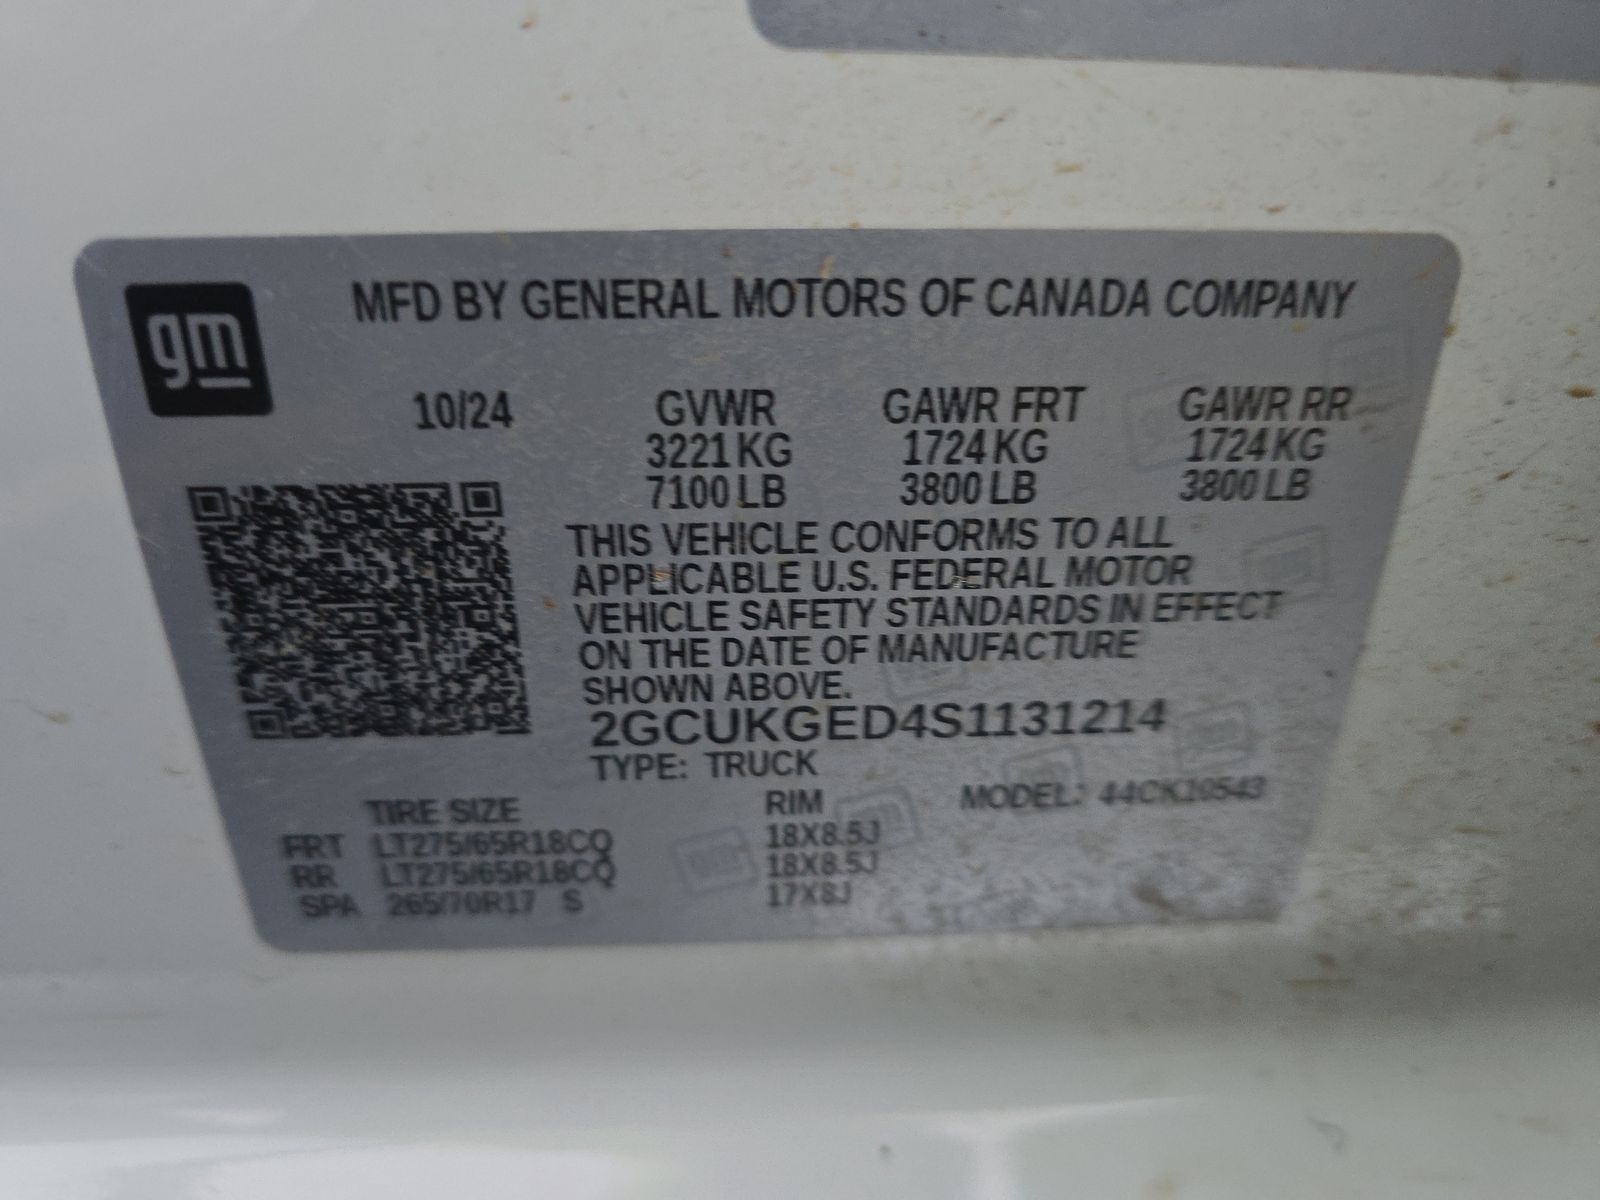 gm
MFD BY GENERAL MOTORS OF CANADA COMPANY
10/24 GVWR GAWR FRT GAWR RR
3221 KG 1724 KG 1724 KG
7100 LB 3800 LB 3800 LB
THIS VEHICLE CONFORMS TO ALL
APPLICABLE U.S. FEDERAL MOTOR
VEHICLE SAFETY STANDARDS IN EFFECT
ON THE DATE OF MANUFACTURE
SHOWN ABOVE.
2GCUKGED4S1131214
TYPE: TRUCK
TIRE SIZE RIM MODEL: 44CK10543
FRT LT275/65R18CQ 18X8.5J
RR LT275/65R18CQ 18X8.5J
SPA 265/70R17 S 17X8J